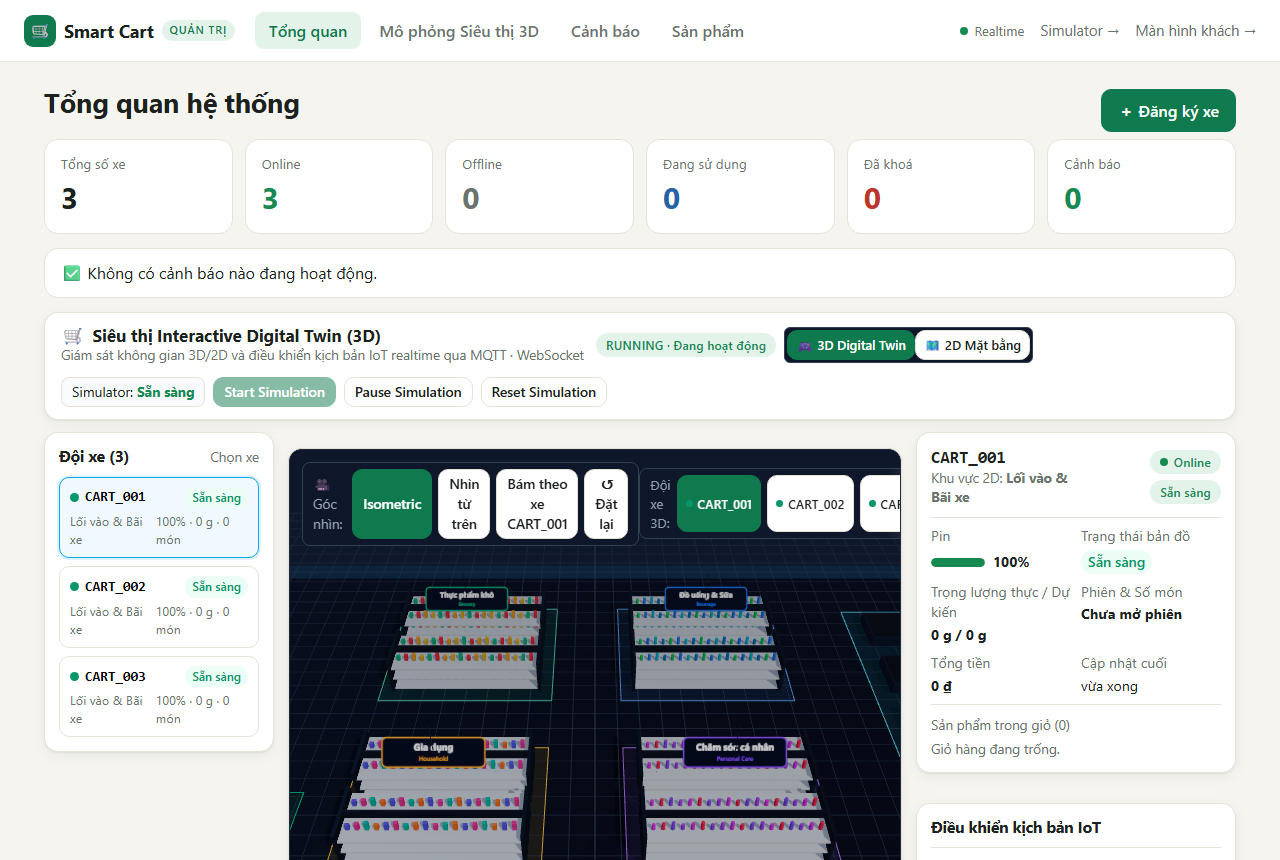 Smart Cart QUẢN TRỊ Tổng quan Mô phỏng Siêu thị 3D Cảnh báo Sản phẩm Realtime Simulator → Màn hình khách →
Tổng quan hệ thống
+ Đăng ký xe
Tổng số xe Online Offline Đang sử dụng Đã khoá Cảnh báo
3 3 0 0 0 0
Không có cảnh báo nào đang hoạt động.
Siêu thị Interactive Digital Twin (3D)
Giám sát không gian 3D/2D và điều khiển kịch bản IoT realtime qua MQTT · WebSocket
RUNNING · Đang hoạt động
3D Digital Twin 2D Mặt bằng
Simulator: Sẵn sàng Start Simulation Pause Simulation Reset Simulation
Đội xe (3) Chọn xe
CART_001 Sẵn sàng
Lối vào & Bãi xe
100% · 0 g · 0 món
CART_002 Sẵn sàng
Lối vào & Bãi xe
100% · 0 g · 0 món
CART_003 Sẵn sàng
Lối vào & Bãi xe
100% · 0 g · 0 món
Góc nhìn:
Isometric
Nhìn từ trên
Bám theo xe CART_001
↺ Đặt lại
Đội xe 3D:
CART_001
CART_002
Thực phẩm khô
Grocery
Đồ uống & Sữa
Beverage
Gia dụng
Household
Chăm sóc cá nhân
Personal Care
CART_001 Online
Khu vực 2D: Lối vào & Bãi xe
Sẵn sàng
Pin
100%
Trạng thái bản đồ
Sẵn sàng
Trọng lượng thực / Dự kiến
0 g / 0 g
Phiên & Số món
Chưa mở phiên
Tổng tiền
0 ₫
Cập nhật cuối
vừa xong
Sản phẩm trong giỏ (0)
Giỏ hàng đang trống.
Điều khiển kịch bản IoT